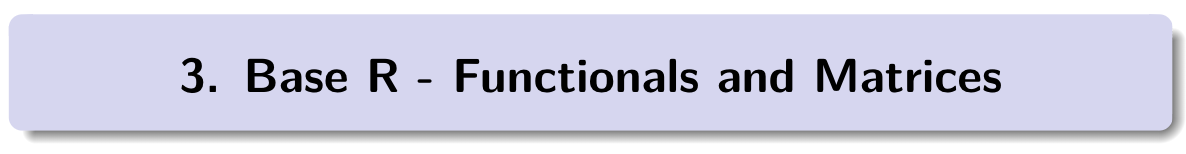 3. Base R - Functionals and Matrices